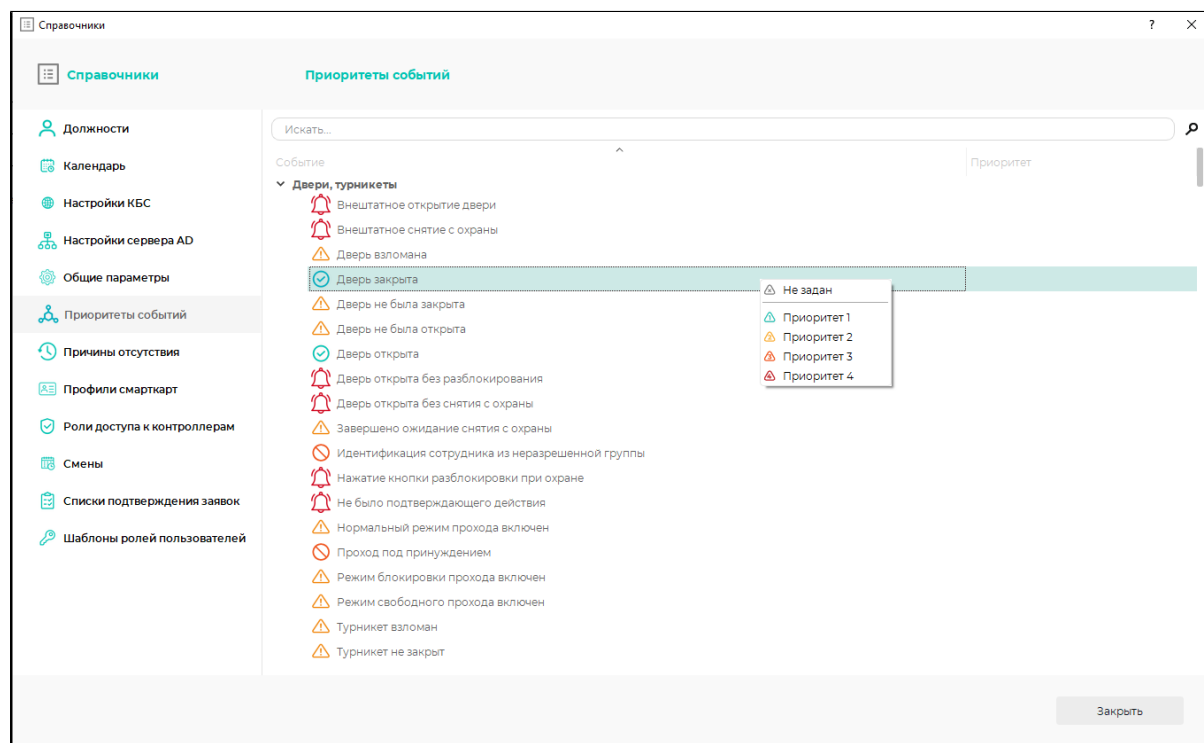 Справочники
?
Справочники
Приоритеты событий
Должности
Календарь
Настройки КБС
Настройки сервера AD
Общие параметры
Приоритеты событий
Причины отсутствия
Профили смарткарт
Роли доступа к контроллерам
Смены
Списки подтверждения заявок
Шаблоны ролей пользователей
Искать...
Событие Приоритет
Двери, турникеты
Внештатное открытие двери
Внештатное снятие с охраны
Дверь взломана
Дверь закрыта
Дверь не была закрыта
Дверь не была открыта
Дверь открыта
Дверь открыта без разблокирования
Дверь открыта без снятия с охраны
Завершено ожидание снятия с охраны
Идентификация сотрудника из неразрешенной группы
Нажатие кнопки разблокировки при охране
Не было подтверждающего действия
Нормальный режим прохода включен
Проход под принуждением
Режим блокировки прохода включен
Режим свободного прохода включен
Турникет взломан
Турникет не закрыт
Не задан
Приоритет 1
Приоритет 2
Приоритет 3
Приоритет 4
Закрыть